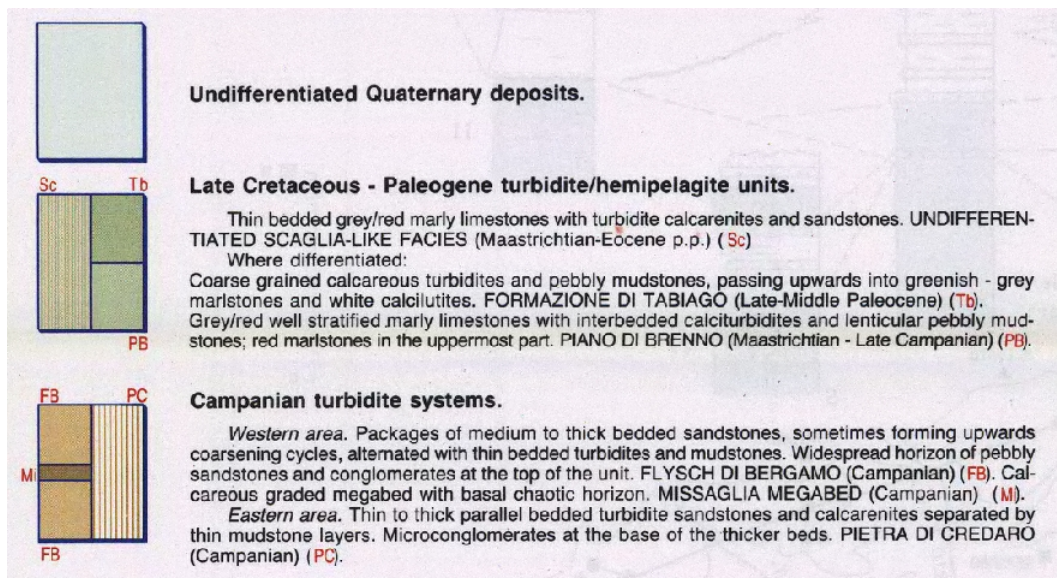 Undifferentiated Quaternary deposits.
Sc Tb
Late Cretaceous - Paleogene turbidite/hemipelagite units.
Thin bedded grey/red marly limestones with turbidite calcarenites and sandstones. UNDIFFEREN-
TIATED SCAGLIA-LIKE FACIES (Maastrichtian-Eocene p.p.) (Sc)
Where differentiated:
Coarse grained calcareous turbidites and pebbly mudstones, passing upwards into greenish - grey
marlstones and white calcilutites. FORMAZIONE DI TABIAGO (Late-Middle Paleocene) (Tb).
Grey/red well stratified marly limestones with interbedded calciturbidites and lenticular pebbly mud-
stones; red marlstones in the uppermost part. PIANO DI BRENNO (Maastrichtian - Late Campanian) (PB).
PB
FB PC
Campanian turbidite systems.
Western area. Packages of medium to thick bedded sandstones, sometimes forming upwards
coarsening cycles, alternated with thin bedded turbidites and mudstones. Widespread horizon of pebbly
sandstones and conglomerates at the top of the unit. FLYSCH DI BERGAMO (Campanian) (FB). Cal-
careous graded megabed with basal chaotic horizon. MISSAGLIA MEGABED (Campanian) (Mi).
Mi
Eastern area. Thin to thick parallel bedded turbidite sandstones and calcarenites separated by
thin mudstone layers. Microconglomerates at the base of the thicker beds. PIETRA DI CREDARO
(Campanian) (PC).
FB